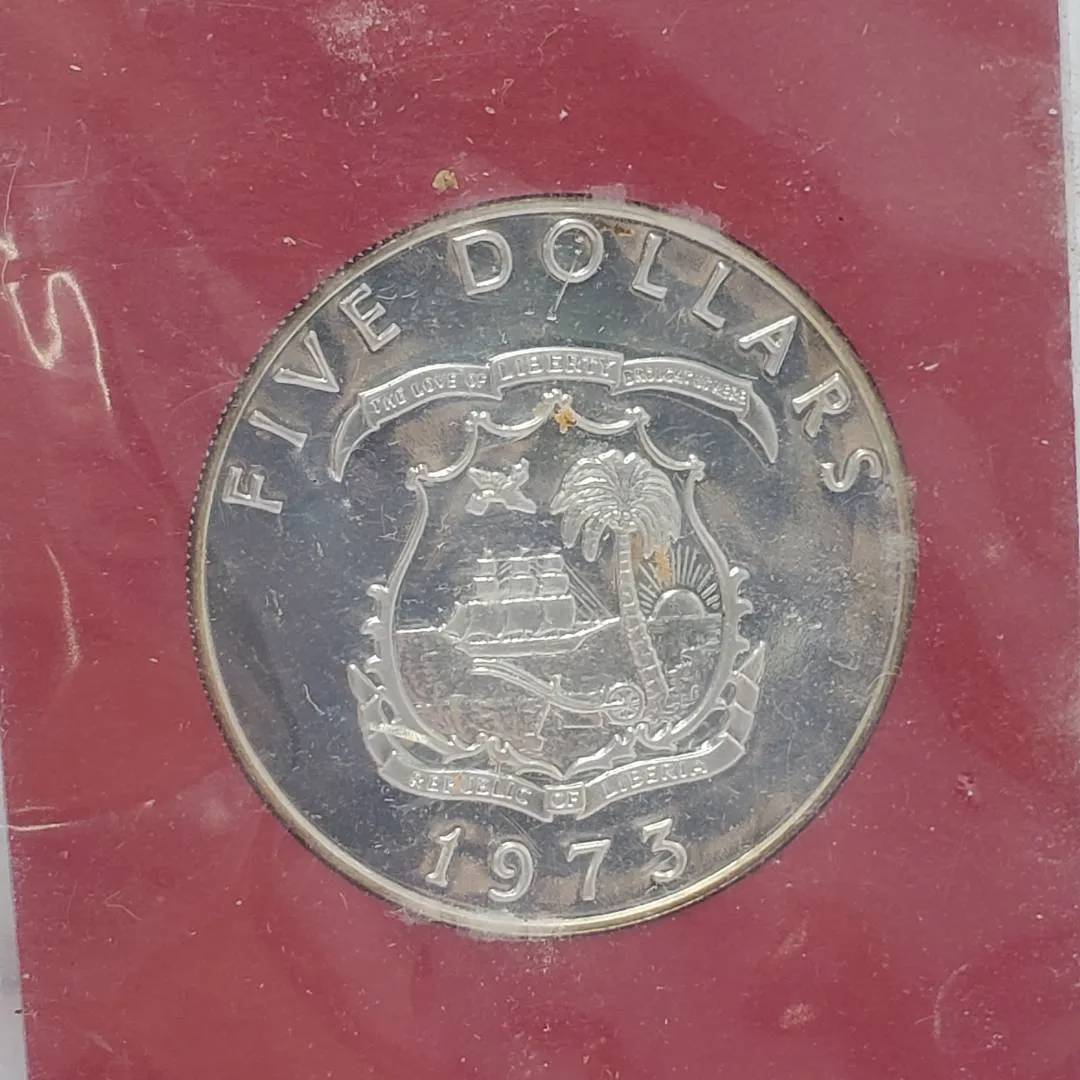 FIVE DOLLARS
THE LOVE OF LIBERTY BROUGHT US HERE
REPUBLIC OF LIBERIA
1973